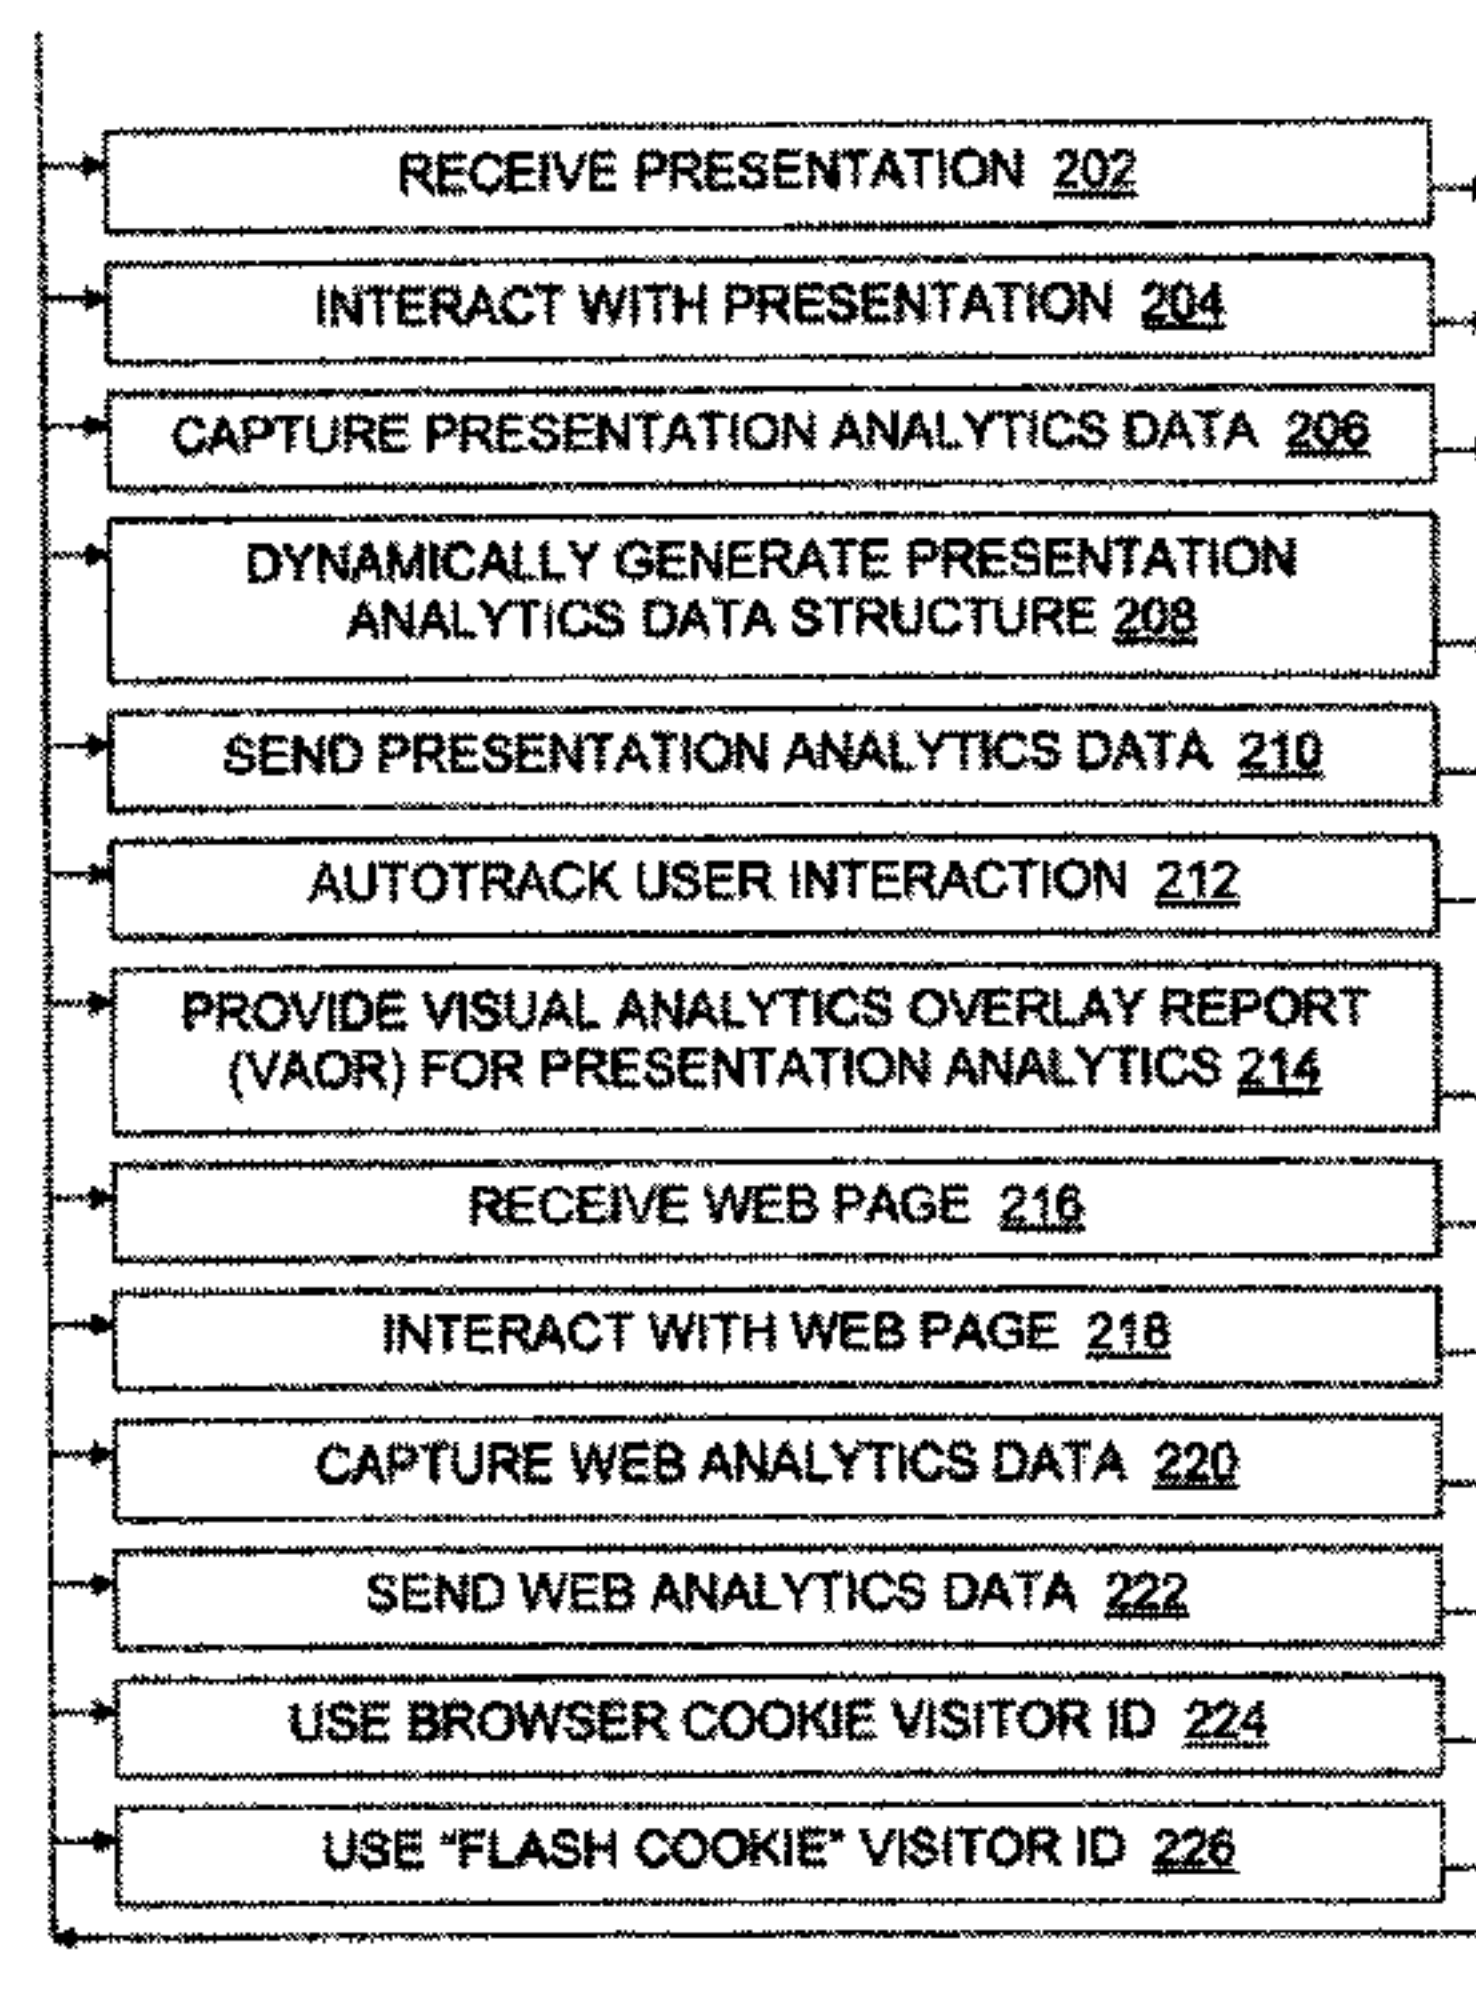 RECEIVE PRESENTATION 202
INTERACT WITH PRESENTATION 204
CAPTURE PRESENTATION ANALYTICS DATA 206
DYNAMICALLY GENERATE PRESENTATION
ANALYTICS DATA STRUCTURE 208
SEND PRESENTATION ANALYTICS DATA 210
AUTOTRACK USER INTERACTION 212
PROVIDE VISUAL ANALYTICS OVERLAY REPORT
(VAOR) FOR PRESENTATION ANALYTICS 214
RECEIVE WEB PAGE 216
INTERACT WITH WEB PAGE 218
CAPTURE WEB ANALYTICS DATA 220
SEND WEB ANALYTICS DATA 222
USE BROWSER COOKIE VISITOR ID 224
USE "FLASH COOKIE" VISITOR ID 226